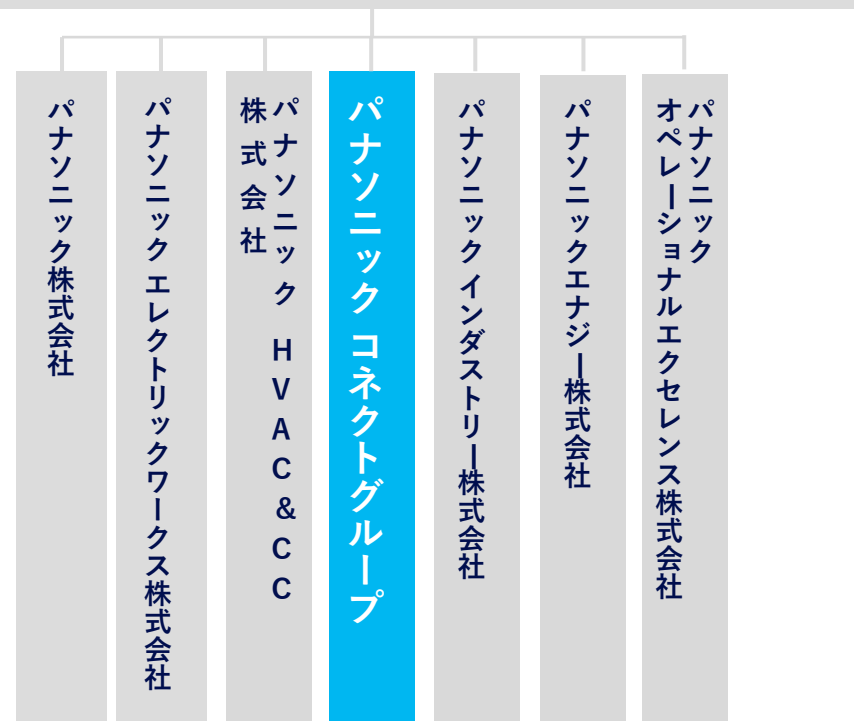 パナソニック株式会社
パナソニック エレクトリックワークス株式会社
パナソニック HVAC&CC
株式会社
パナソニック コネクトグループ
パナソニック インダストリー株式会社
パナソニックエナジー株式会社
パナソニック
オペレーショナルエクセレンス株式会社